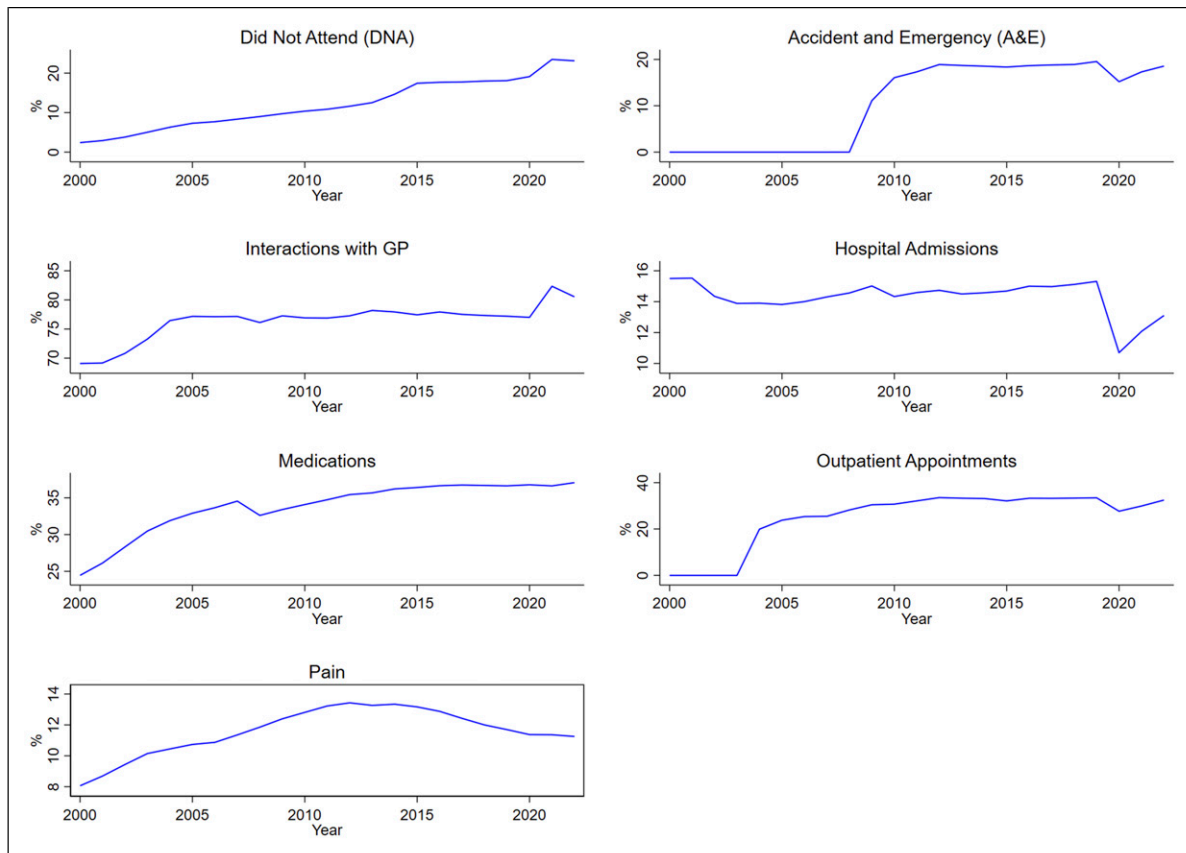 Did Not Attend (DNA)
%
0 10 20
2000 2005 2010 2015 2020
Year
Accident and Emergency (A&E)
%
0 10 20
2000 2005 2010 2015 2020
Year
Interactions with GP
%
70 75 80 85
2000 2005 2010 2015 2020
Year
Hospital Admissions
%
10 12 14 16
2000 2005 2010 2015 2020
Year
Medications
%
25 30 35
2000 2005 2010 2015 2020
Year
Outpatient Appointments
%
0 20 40
2000 2005 2010 2015 2020
Year
Pain
%
8 10 12 14
2000 2005 2010 2015 2020
Year